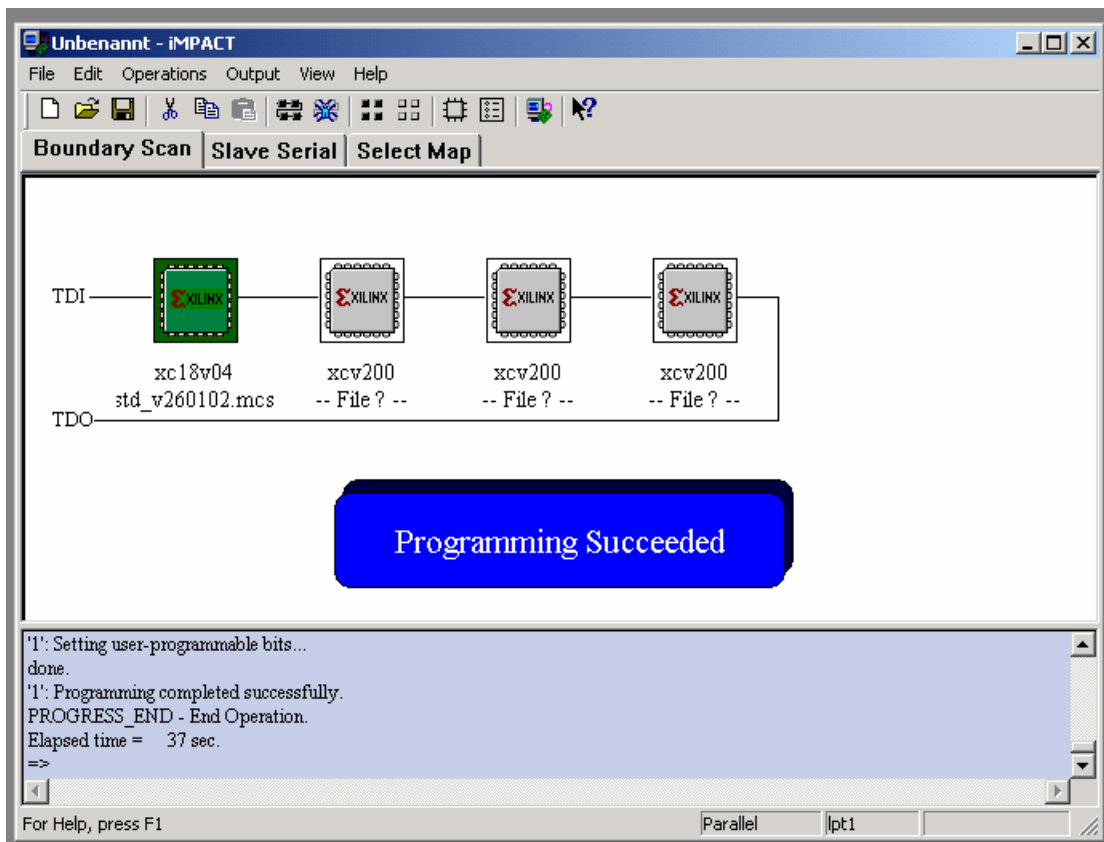 Unbenannt - iMPACT
File Edit Operations Output View Help
Boundary Scan Slave Serial Select Map
TDI XILINX XILINX XILINX XILINX
xc18v04 xcv200 xcv200 xcv200
std_v260102.mcs -- File ? -- -- File ? -- -- File ? --
TDO
Programming Succeeded
'1': Setting user-programmable bits...
done.
'1': Programming completed successfully.
PROGRESS_END - End Operation.
Elapsed time = 37 sec.
=>
For Help, press F1 Parallel lpt1